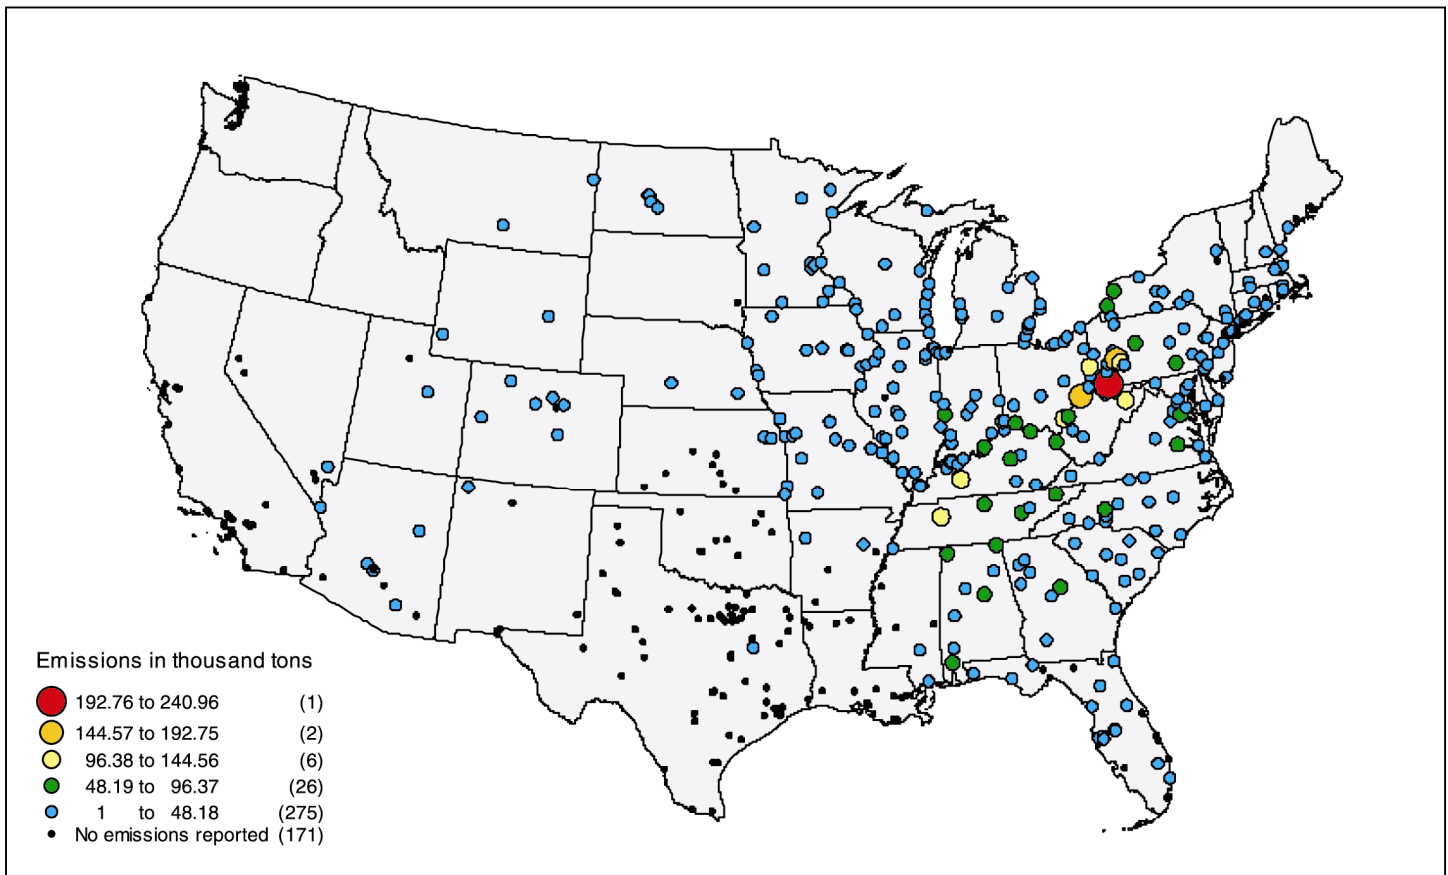 Emissions in thousand tons
192.76 to 240.96 (1)
144.57 to 192.75 (2)
96.38 to 144.56 (6)
48.19 to 96.37 (26)
1 to 48.18 (275)
No emissions reported (171)